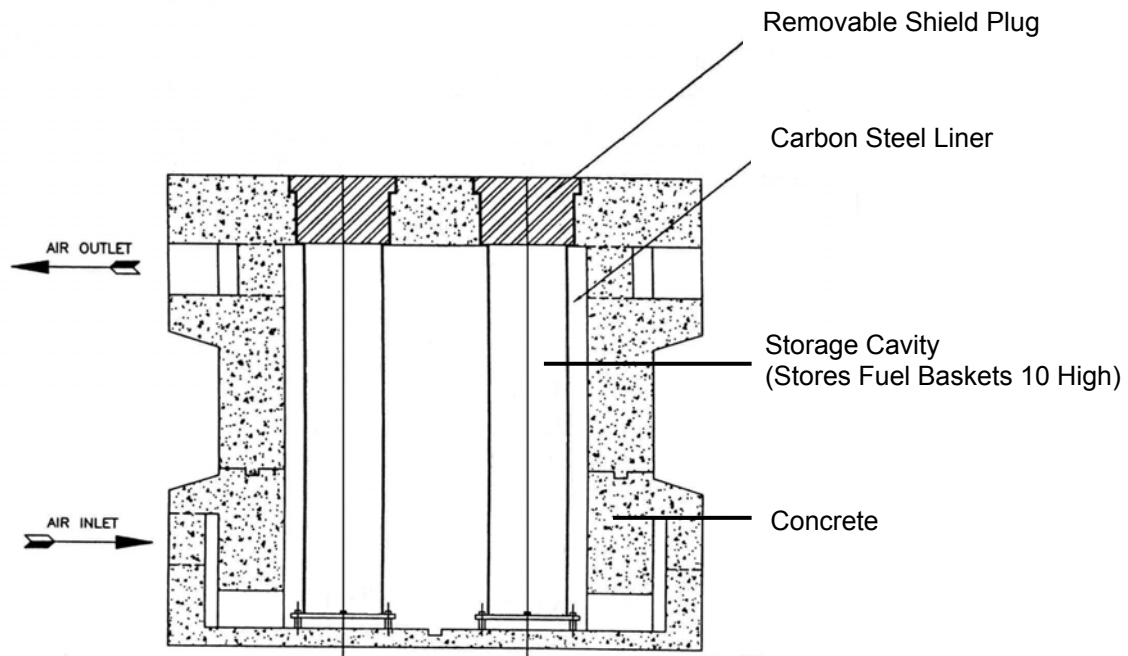 Removable Shield Plug
Carbon Steel Liner
AIR OUTLET
Storage Cavity
(Stores Fuel Baskets 10 High)
AIR INLET
Concrete